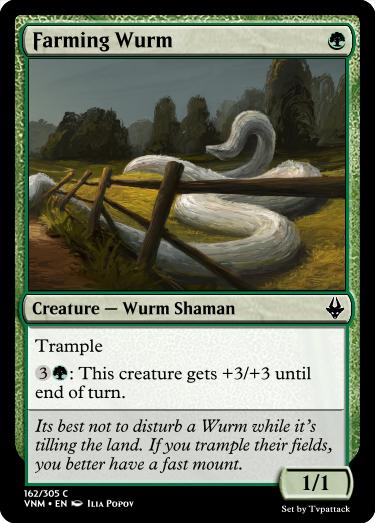 Farming Wurm
Creature — Wurm Shaman
Trample
3: This creature gets +3/+3 until
end of turn.
Its best not to disturb a Wurm while it's
tilling the land. If you trample their fields,
you better have a fast mount.
1/1
162/305 C
VNM • EN Ilia Popov
Set by Tvpattack